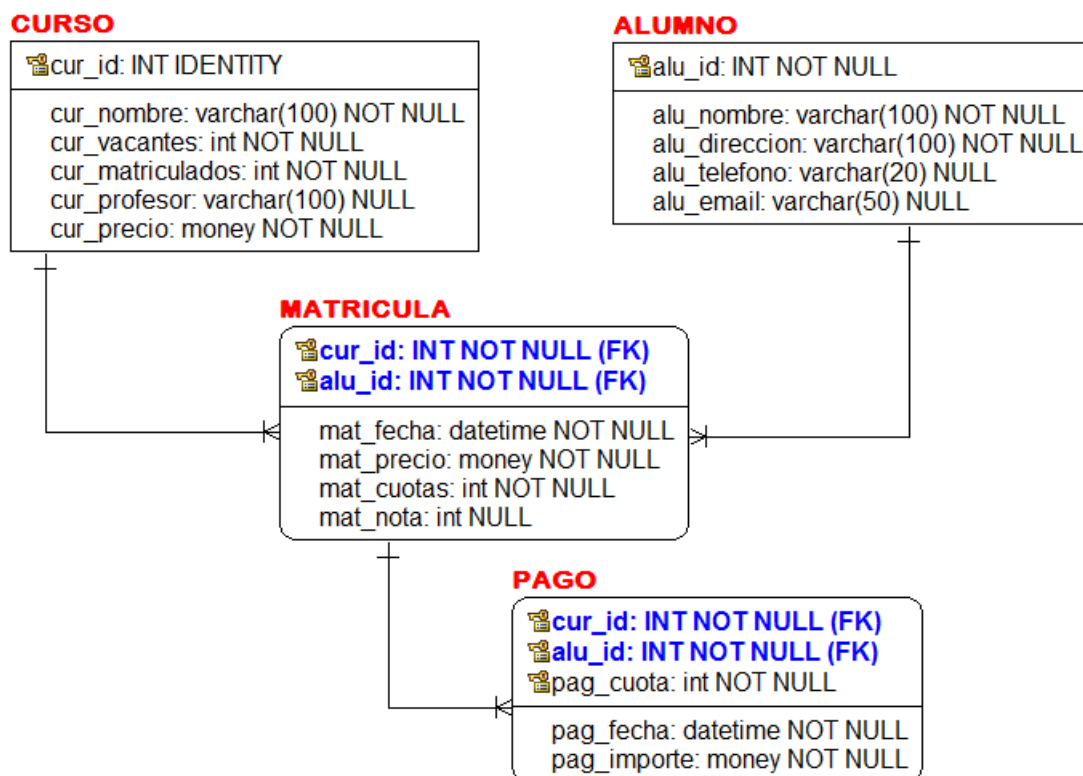 CURSO
cur_id: INT IDENTITY
cur_nombre: varchar(100) NOT NULL
cur_vacantes: int NOT NULL
cur_matriculados: int NOT NULL
cur_profesor: varchar(100) NULL
cur_precio: money NOT NULL
ALUMNO
alu_id: INT NOT NULL
alu_nombre: varchar(100) NOT NULL
alu_direccion: varchar(100) NOT NULL
alu_telefono: varchar(20) NULL
alu_email: varchar(50) NULL
MATRICULA
cur_id: INT NOT NULL (FK)
alu_id: INT NOT NULL (FK)
mat_fecha: datetime NOT NULL
mat_precio: money NOT NULL
mat_cuotas: int NOT NULL
mat_nota: int NULL
PAGO
cur_id: INT NOT NULL (FK)
alu_id: INT NOT NULL (FK)
pag_cuota: int NOT NULL
pag_fecha: datetime NOT NULL
pag_importe: money NOT NULL